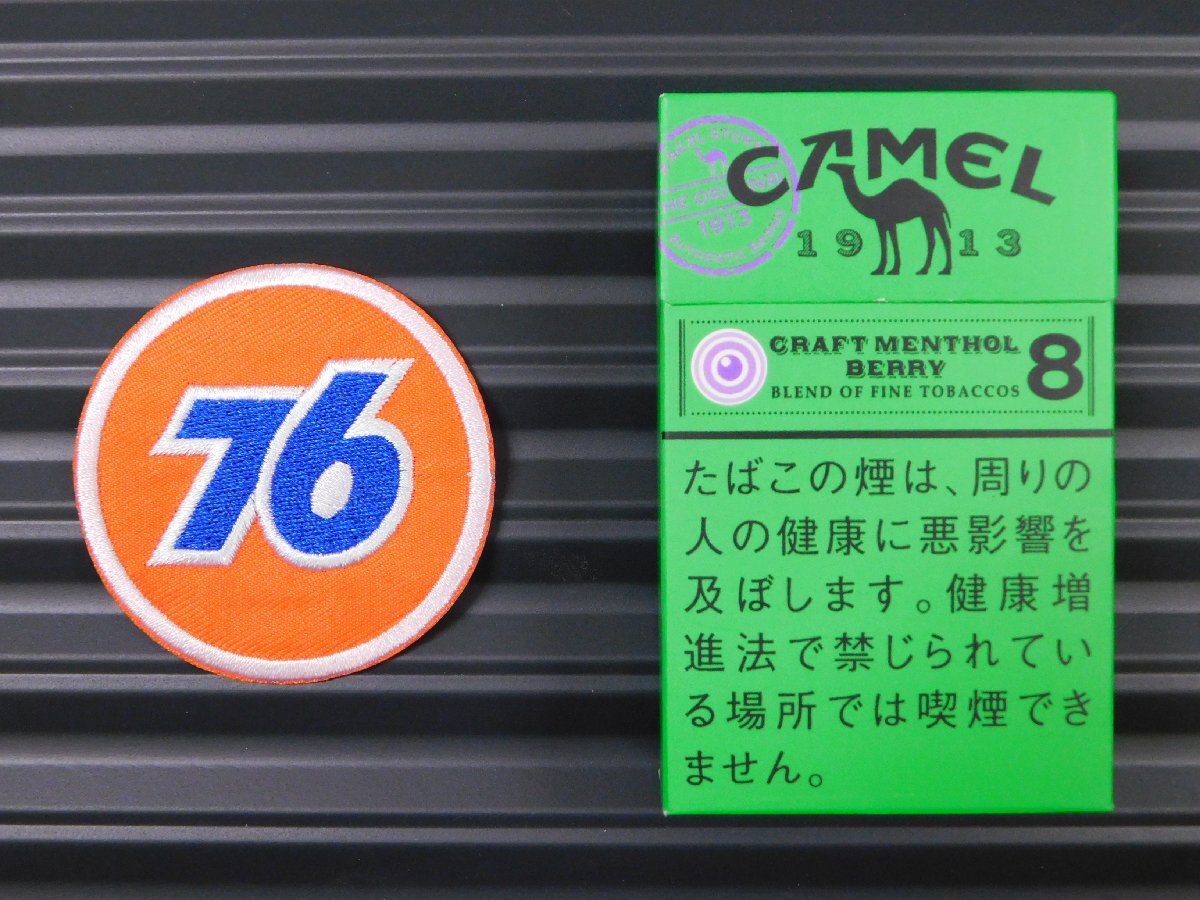 76
CAMEL
1913
1913
CRAFT MENTHOL
BERRY
BLEND OF FINE TOBACCOS
8
たばこの煙は、周りの
人の健康に悪影響を
及ぼします。健康増
進法で禁じられてい
る場所では喫煙でき
ません。